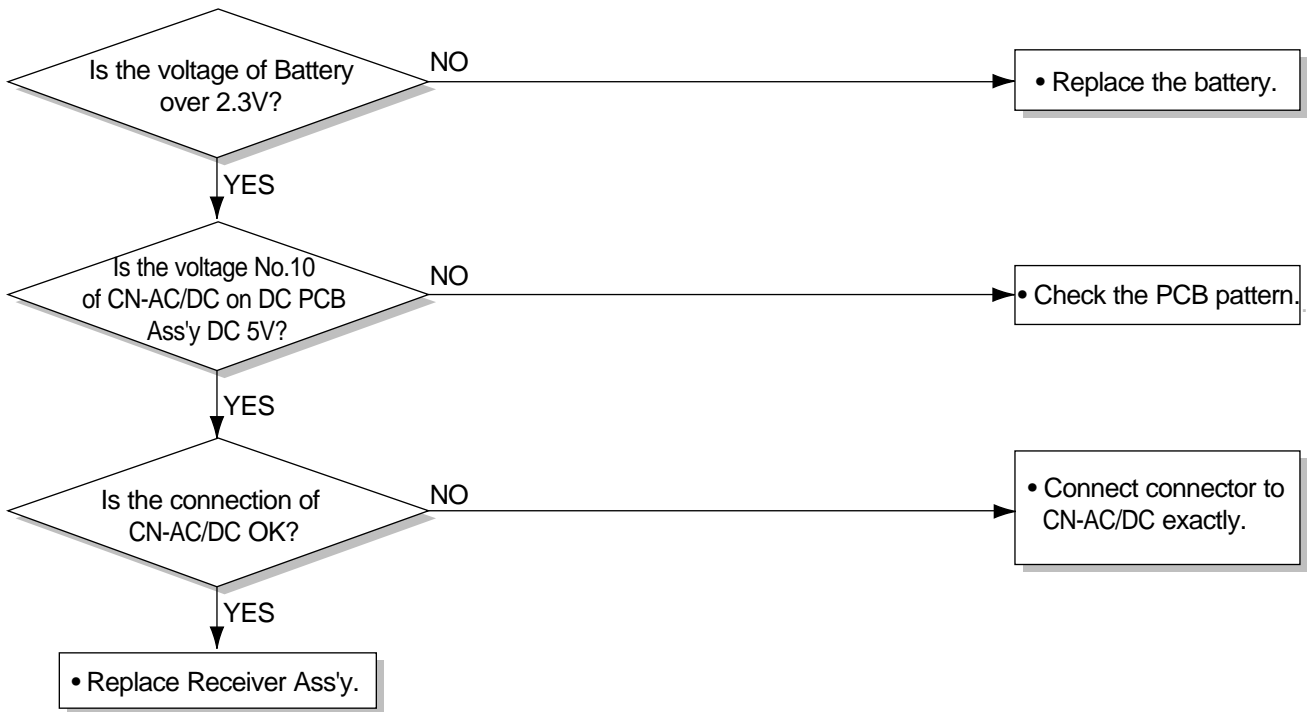 Is the voltage of Battery
over 2.3V?
NO
• Replace the battery.
YES
Is the voltage No.10
of CN-AC/DC on DC PCB
Ass'y DC 5V?
NO
• Check the PCB pattern.
YES
Is the connection of
CN-AC/DC OK?
NO
• Connect connector to
CN-AC/DC exactly.
YES
• Replace Receiver Ass'y.